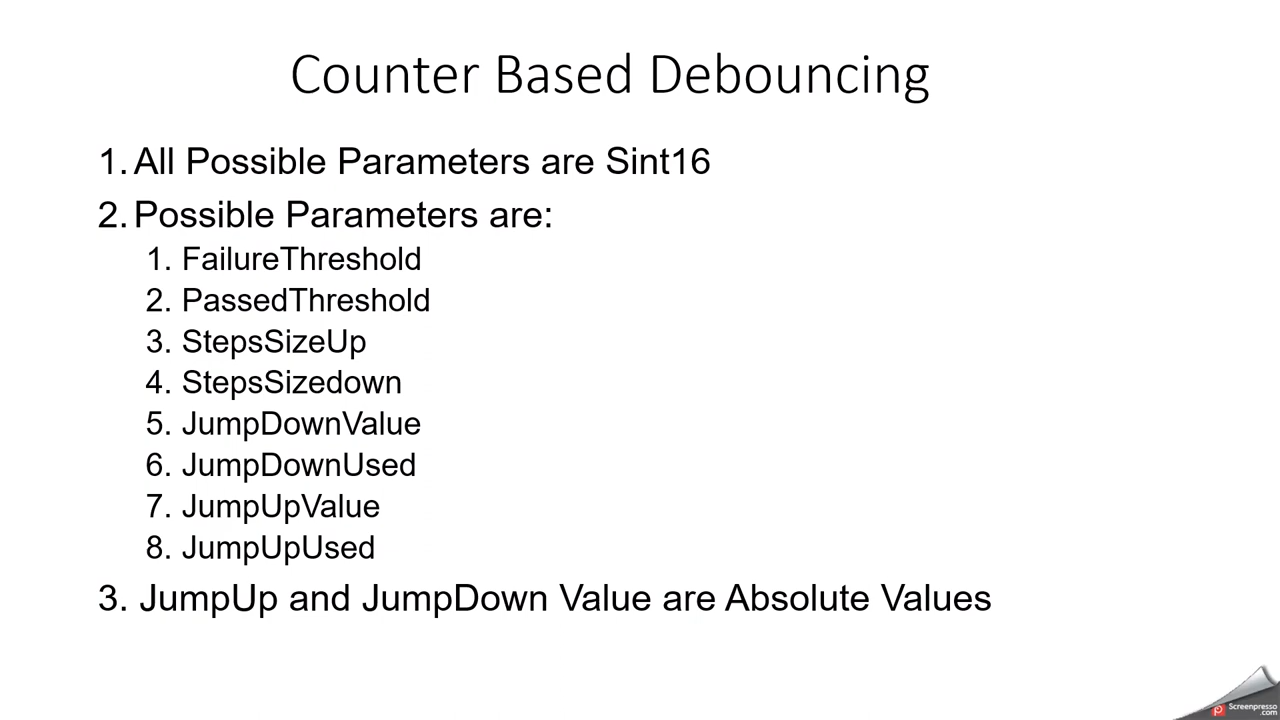 Counter Based Debouncing
1. All Possible Parameters are Sint16
2. Possible Parameters are:
1. FailureThreshold
2. PassedThreshold
3. StepsSizeUp
4. StepsSizedown
5. JumpDownValue
6. JumpDownUsed
7. JumpUpValue
8. JumpUpUsed
3. JumpUp and JumpDown Value are Absolute Values
Screenpresso
.com